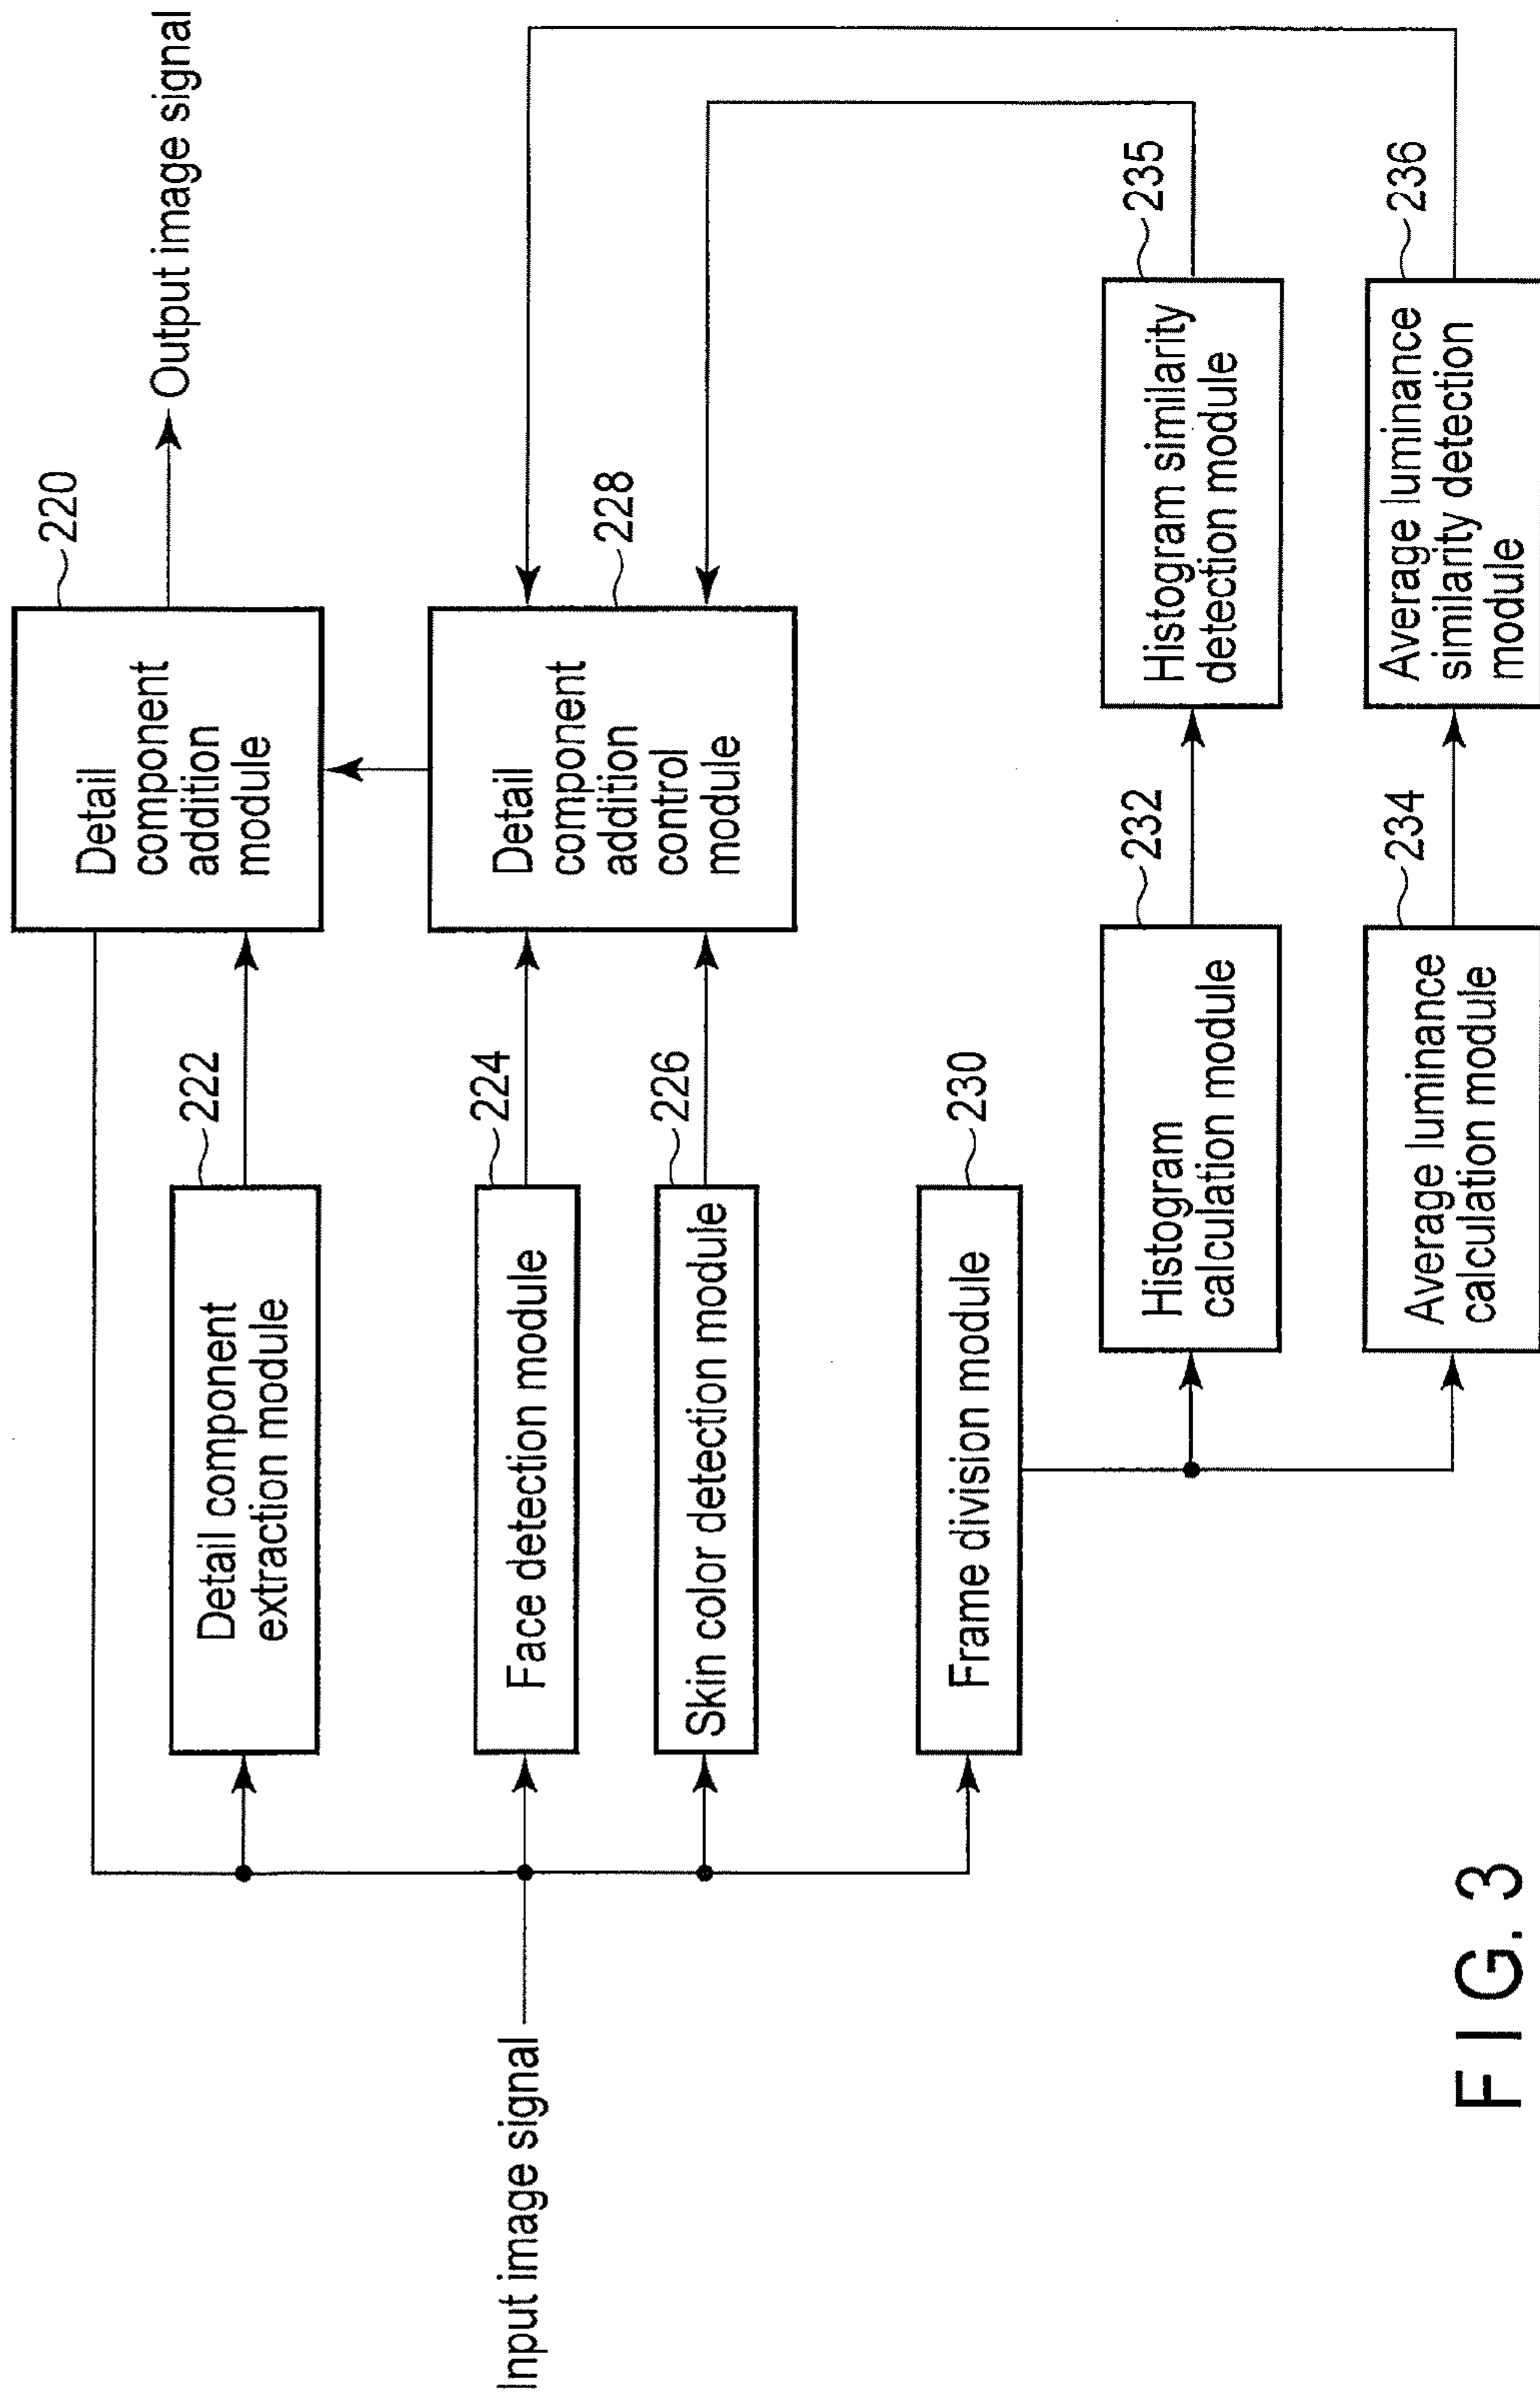 Input image signal
Detail component
extraction module
222
Face detection module
224
Skin color detection module
226
Frame division module
230
Detail
component
addition
module
220
Output image signal
Detail
component
addition
control
module
228
Histogram
calculation module
232
Histogram similarity
detection module
235
Average luminance
calculation module
234
Average luminance
similarity detection
module
236
FIG. 3